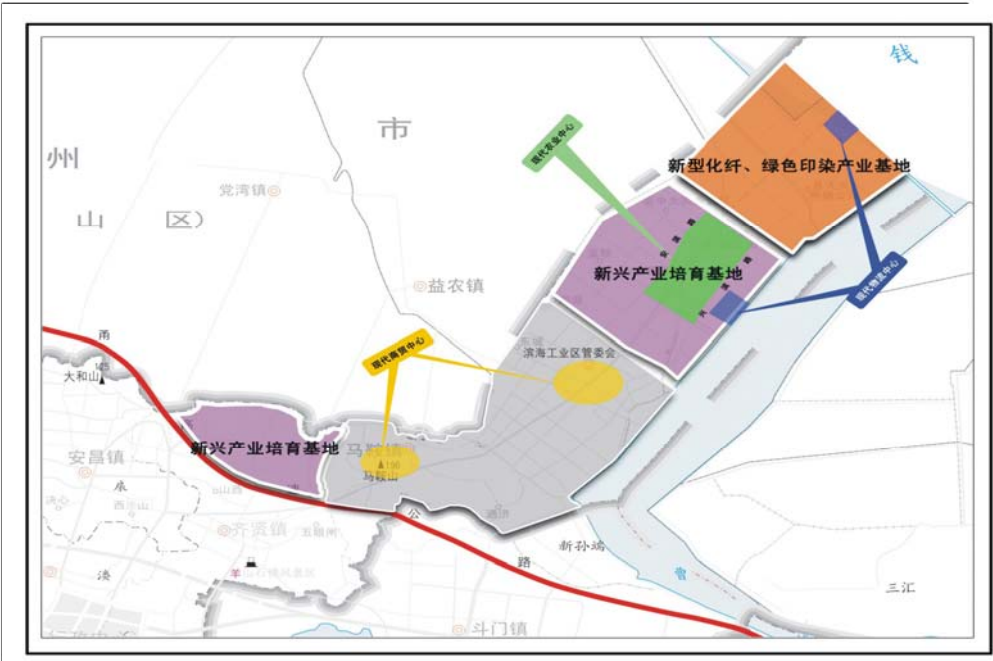 钱
市
州
现代农业中心
新型化纤、绿色印染产业基地
党湾镇
山 区)
新兴产业培育基地
现代物流中心
益农镇
甬
现代商贸中心
滨海工业区管委会
大和山
新兴产业培育基地
马鞍镇
安昌镇
190
马鞍山
公
齐贤镇
路
新孙端
曹
三汇
斗门镇